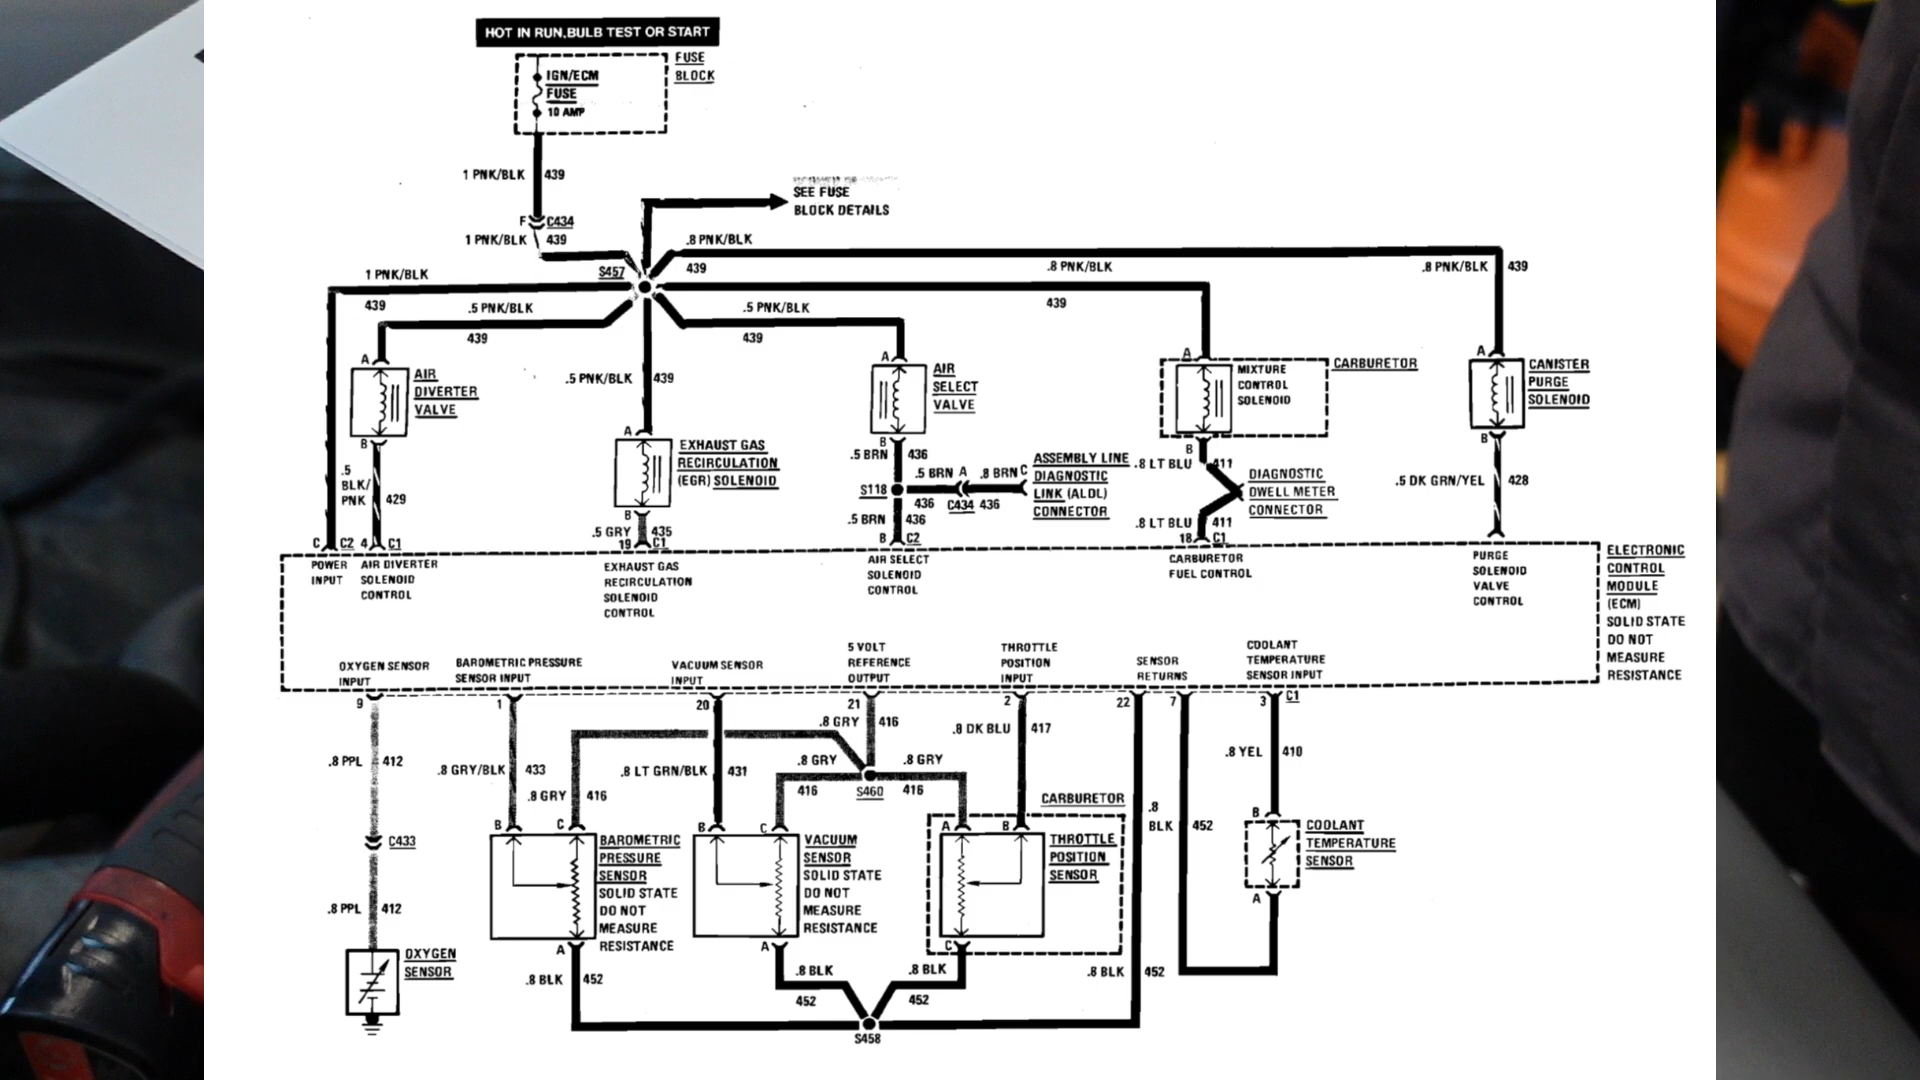 HOT IN RUN,BULB TEST OR START
FUSE
BLOCK
IGN/ECM
FUSE
10 AMP
1 PNK/BLK
439
F
C434
1 PNK/BLK
439
SEE FUSE
BLOCK DETAILS
S457
.8 PNK/BLK
439
1 PNK/BLK
439
.5 PNK/BLK
439
.5 PNK/BLK
439
.8 PNK/BLK
439
.8 PNK/BLK
439
.5 PNK/BLK
439
A
AIR
DIVERTER
VALVE
B
.5
BLK/
PNK
429
A
EXHAUST GAS
RECIRCULATION
(EGR) SOLENOID
B
.5 GRY
435
A
AIR
SELECT
VALVE
B
.5 BRN
436
S118
.5 BRN
A
.8 BRN
C
436
C434
436
.5 BRN
436
ASSEMBLY LINE
DIAGNOSTIC
LINK (ALDL)
CONNECTOR
A
MIXTURE
CONTROL
SOLENOID
CARBURETOR
B
.8 LT BLU
411
DIAGNOSTIC
DWELL METER
CONNECTOR
.8 LT BLU
411
A
CANISTER
PURGE
SOLENOID
B
.5 DK GRN/YEL
428
C
C2
4
C1
19
C1
B
C2
18
C1
POWER
INPUT
AIR DIVERTER
SOLENOID
CONTROL
EXHAUST GAS
RECIRCULATION
SOLENOID
CONTROL
AIR SELECT
SOLENOID
CONTROL
CARBURETOR
FUEL CONTROL
PURGE
SOLENOID
VALVE
CONTROL
ELECTRONIC
CONTROL
MODULE
(ECM)
SOLID STATE
DO NOT
MEASURE
RESISTANCE
OXYGEN SENSOR
INPUT
BAROMETRIC PRESSURE
SENSOR INPUT
VACUUM SENSOR
INPUT
5 VOLT
REFERENCE
OUTPUT
THROTTLE
POSITION
INPUT
SENSOR
RETURNS
COOLANT
TEMPERATURE
SENSOR INPUT
9
1
20
21
2
22
7
3
C1
.8 PPL
412
C433
.8 PPL
412
OXYGEN
SENSOR
.8 GRY/BLK
433
.8 GRY
416
.8 LT GRN/BLK
431
.8 GRY
416
.8 GRY
416
.8 GRY
416
S460
.8 DK BLU
417
.8
BLK
452
.8 YEL
410
B
C
BAROMETRIC
PRESSURE
SENSOR
SOLID STATE
DO NOT
MEASURE
RESISTANCE
A
.8 BLK
452
B
C
VACUUM
SENSOR
SOLID STATE
DO NOT
MEASURE
RESISTANCE
A
.8 BLK
452
CARBURETOR
A
B
THROTTLE
POSITION
SENSOR
C
.8 BLK
452
S458
.8 BLK
452
B
COOLANT
TEMPERATURE
SENSOR
A